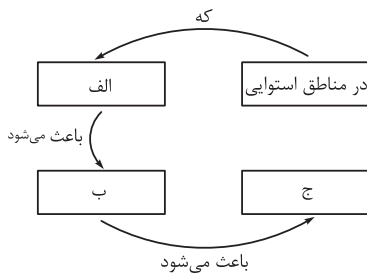 که
در مناطق استوایی
الف
باعث می‌شود
ب
ج
باعث می‌شود